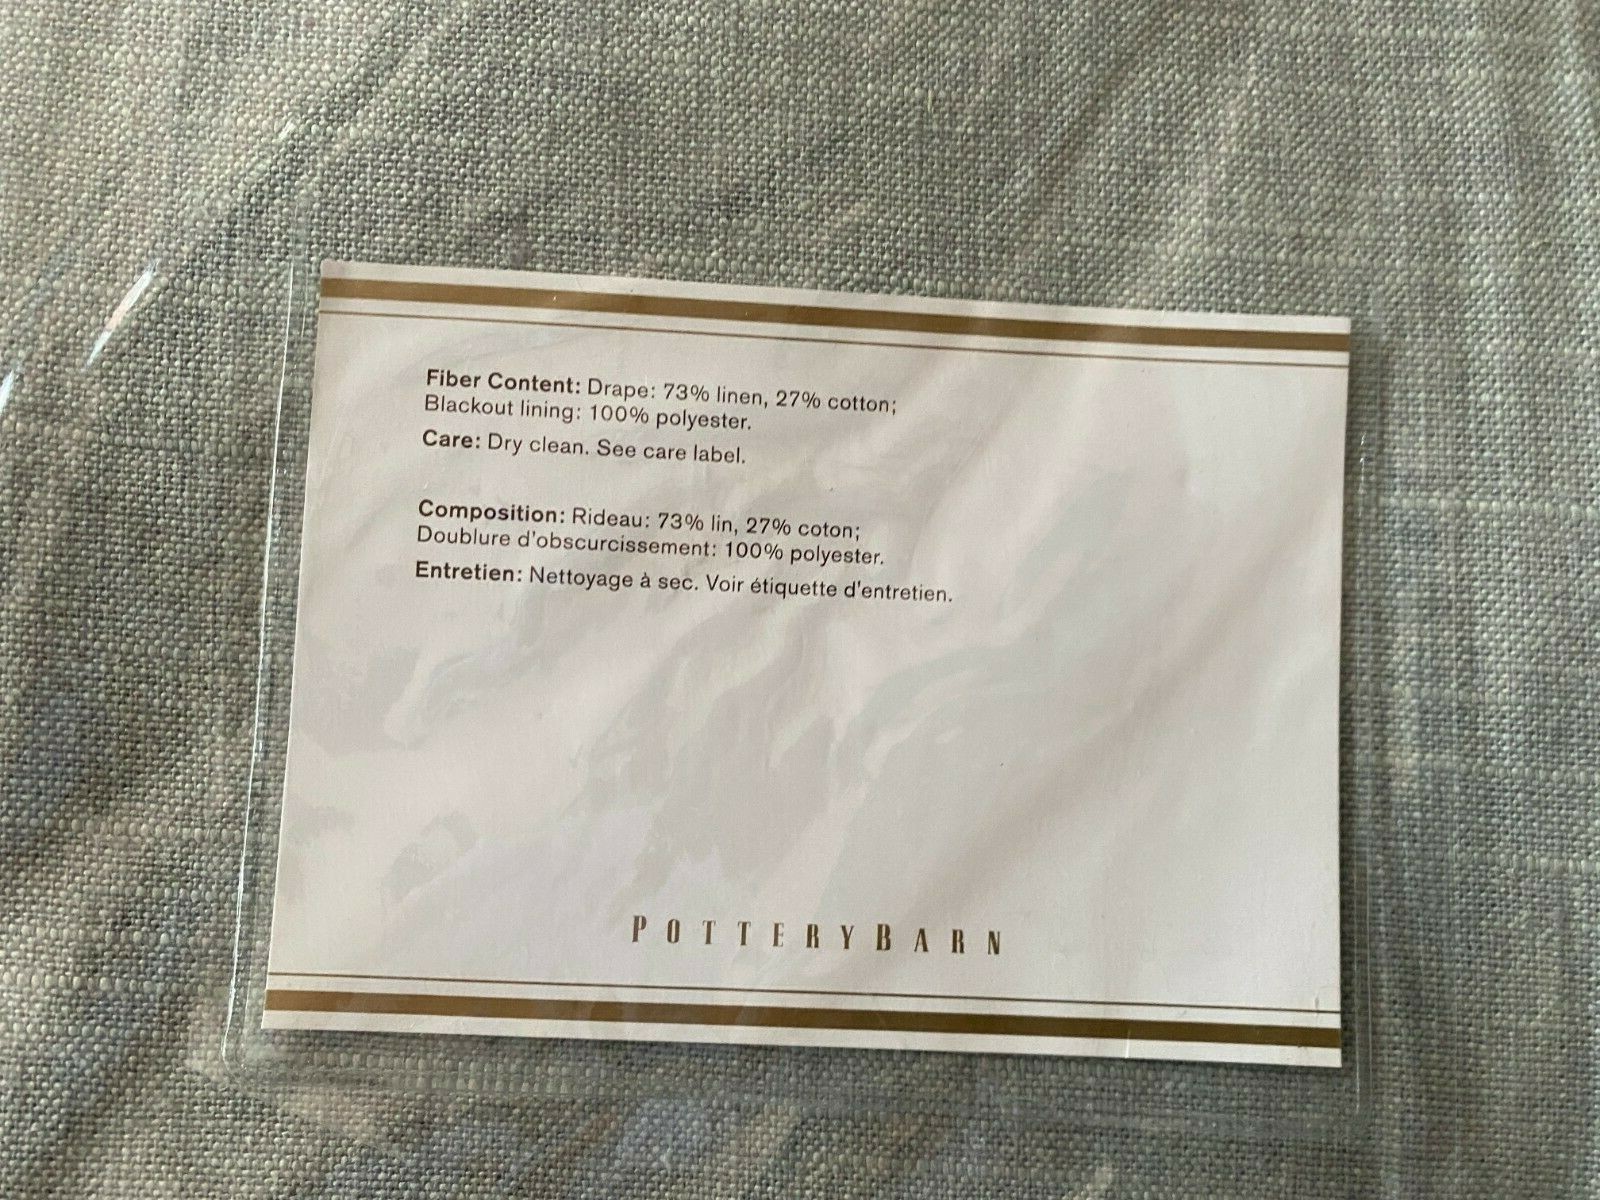 Fiber Content: Drape: 73% linen, 27% cotton;
Blackout lining: 100% polyester.
Care: Dry clean. See care label.
Composition: Rideau: 73% lin, 27% coton;
Doublure d'obscurcissement: 100% polyester.
Entretien: Nettoyage à sec. Voir étiquette d'entretien.
POTTERYBARN